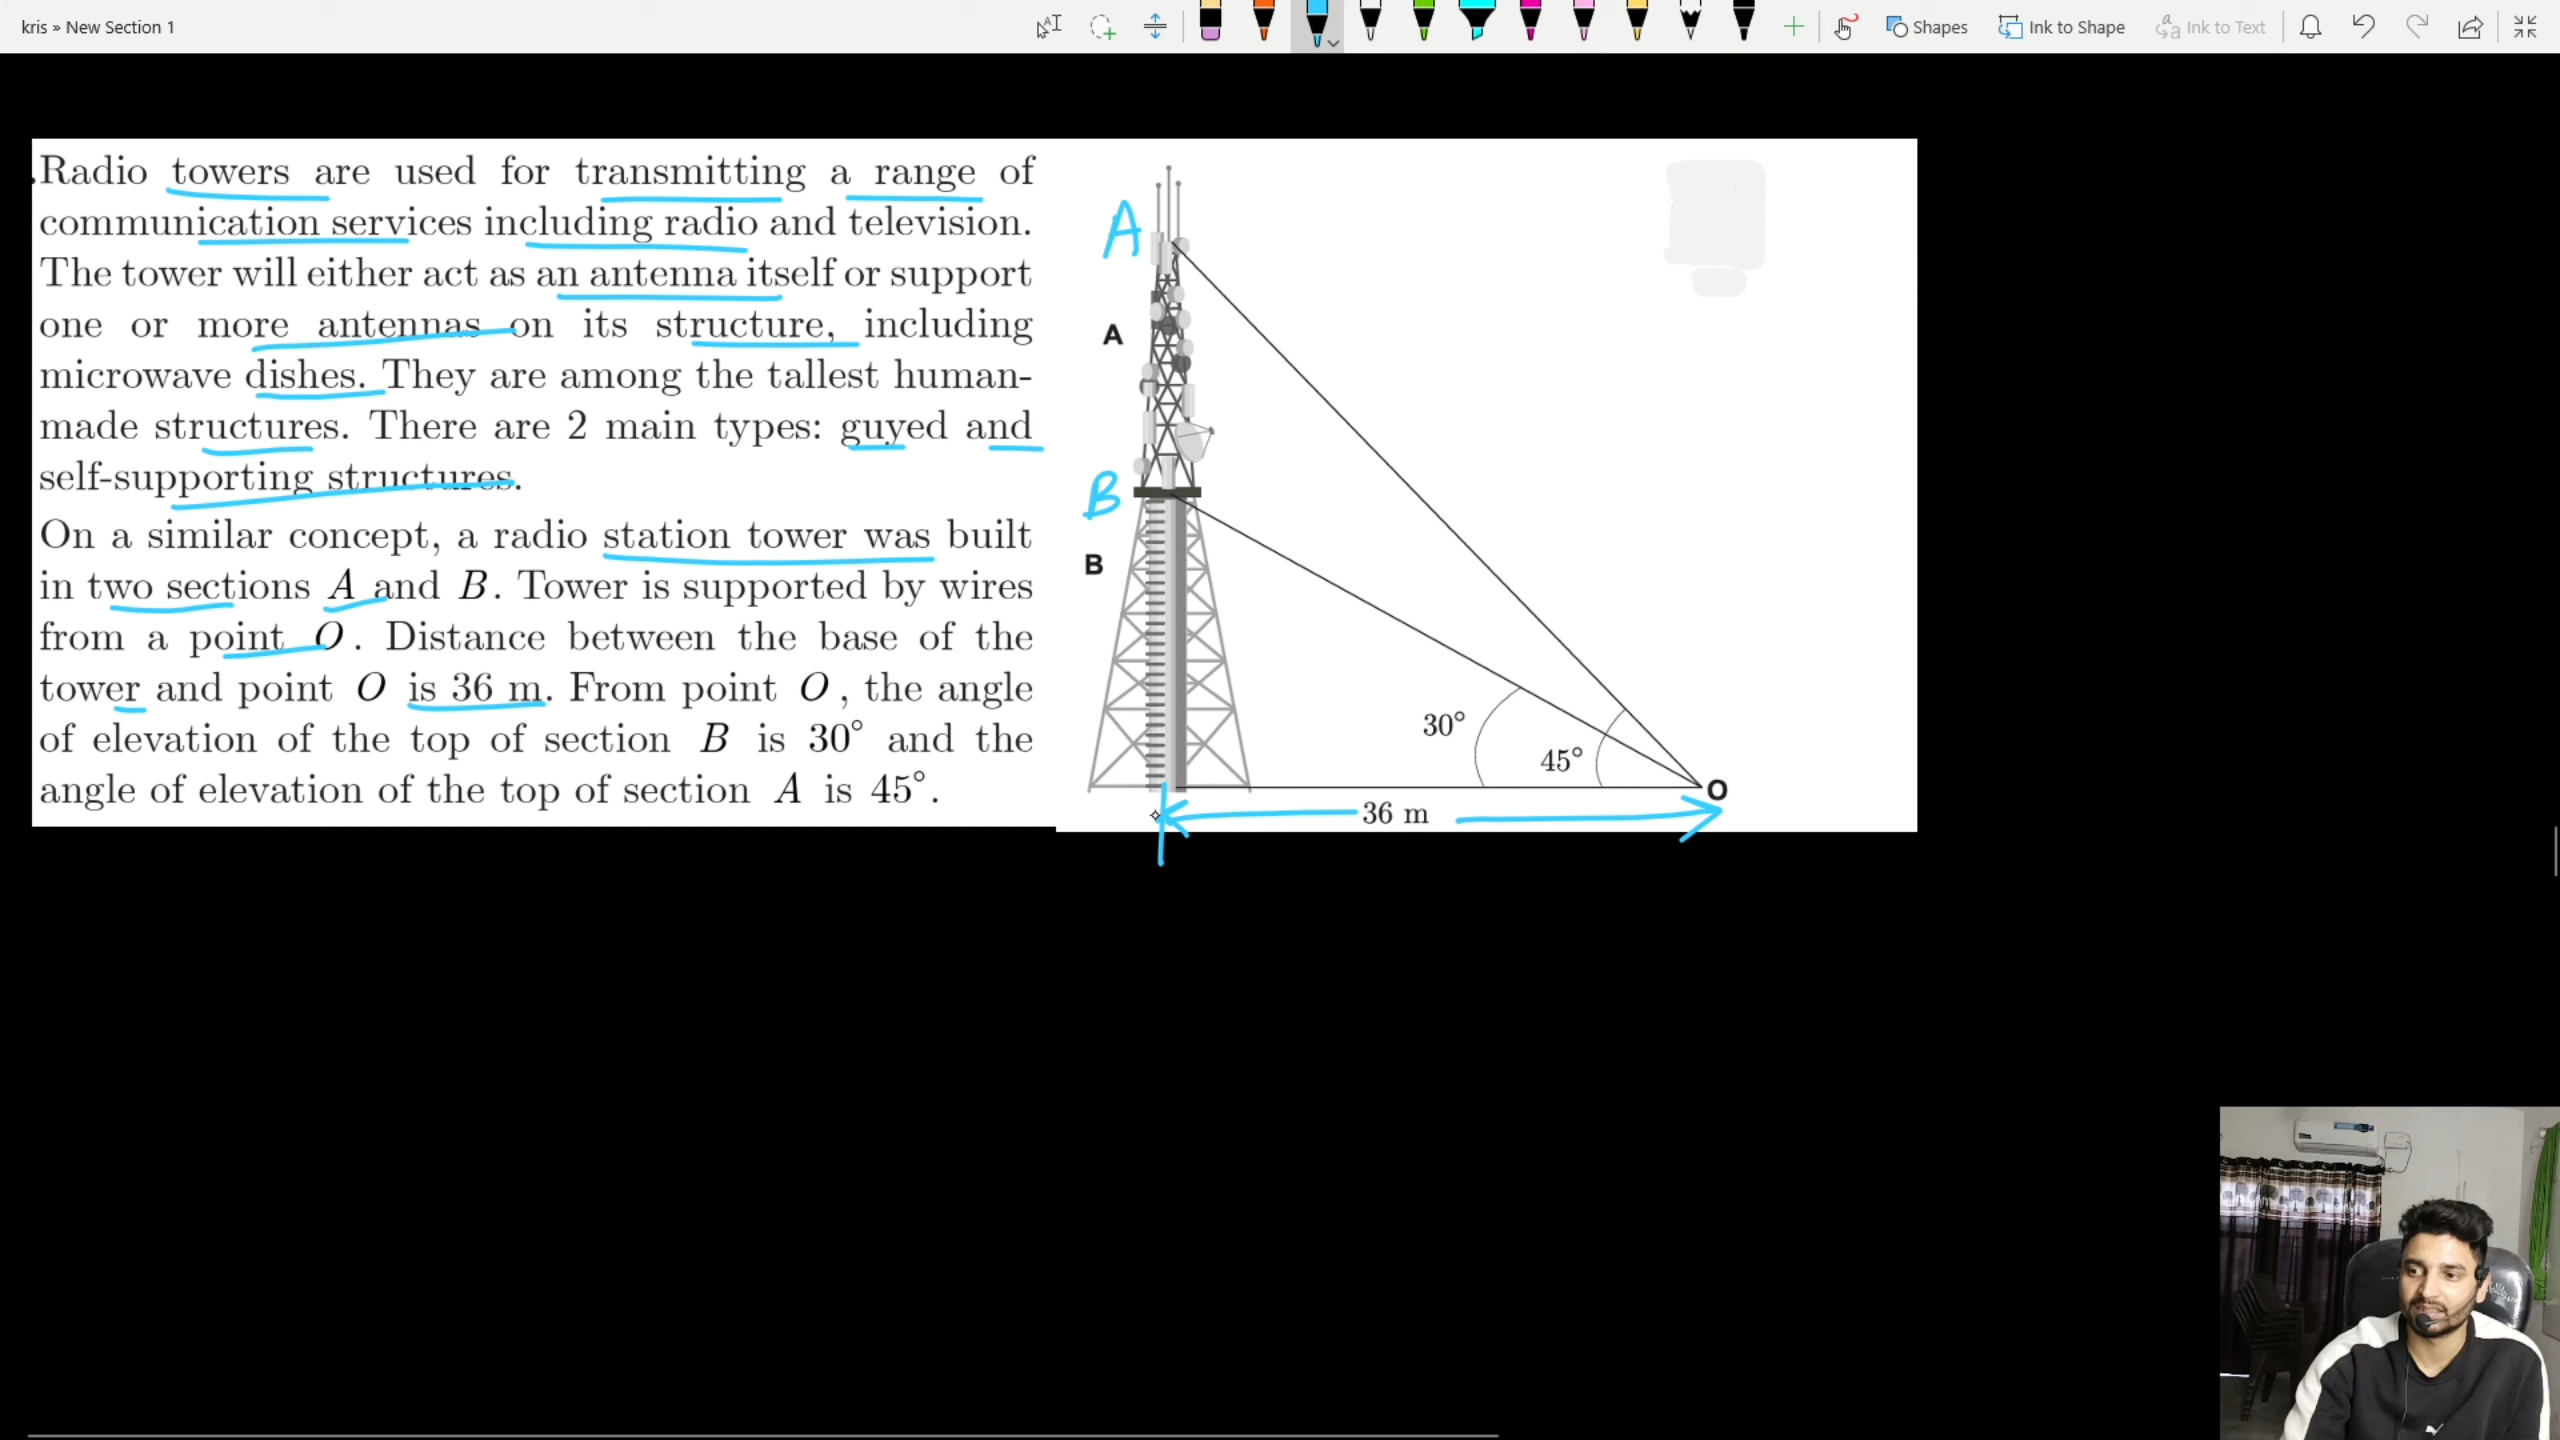 kris » New Section 1
Shapes
Ink to Shape
Ink to Text
.Radio towers are used for transmitting a range of
communication services including radio and television.
The tower will either act as an antenna itself or support
one or more antennas on its structure, including
microwave dishes. They are among the tallest human-
made structures. There are 2 main types: guyed and
self-supporting structures.
On a similar concept, a radio station tower was built
in two sections A and B. Tower is supported by wires
from a point O. Distance between the base of the
tower and point O is 36 m. From point O, the angle
of elevation of the top of section B is 30° and the
angle of elevation of the top of section A is 45°.
A
A
B
B
30°
45°
O
36 m